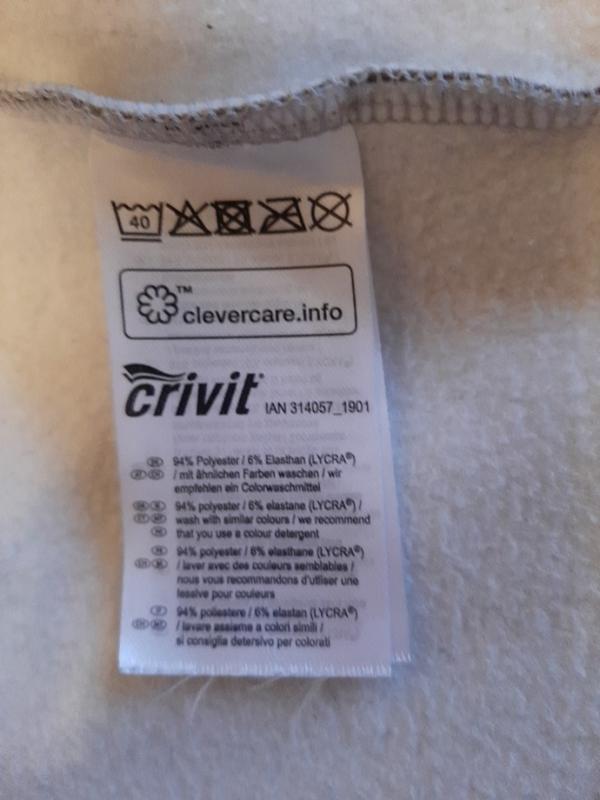 40
clevercare.info
TM
crivit® IAN 314057_1901
94% Polyester / 6% Elasthan (LYCRA®)
/ mit ähnlichen Farben waschen / wir
empfehlen ein Colorwaschmittel
94% polyester / 6% elastane (LYCRA®) /
wash with similar colours / we recommend
that you use a colour detergent
94% polyester / 6% élasthane (LYCRA®)
/ laver avec des couleurs semblables /
nous vous recommandons d'utiliser une
lessive pour couleurs
94% poliestere / 6% elastan (LYCRA®)
/ lavare assieme a colori simili /
si consiglia detersivo per colorati